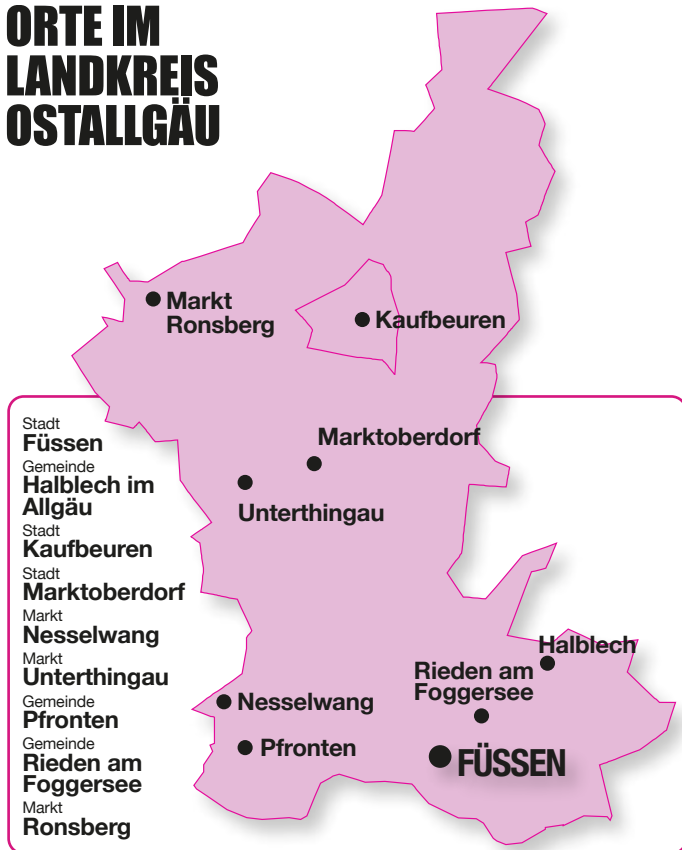 ORTE IM
LANDKREIS
OSTALLGÄU
Markt
Ronsberg
Kaufbeuren
Marktoberdorf
Unterthingau
Halblech
Rieden am
Foggersee
Nesselwang
Pfronten
FÜSSEN
Stadt
Füssen
Gemeinde
Halblech im
Allgäu
Stadt
Kaufbeuren
Stadt
Marktoberdorf
Markt
Nesselwang
Markt
Unterthingau
Gemeinde
Pfronten
Gemeinde
Rieden am
Foggersee
Markt
Ronsberg